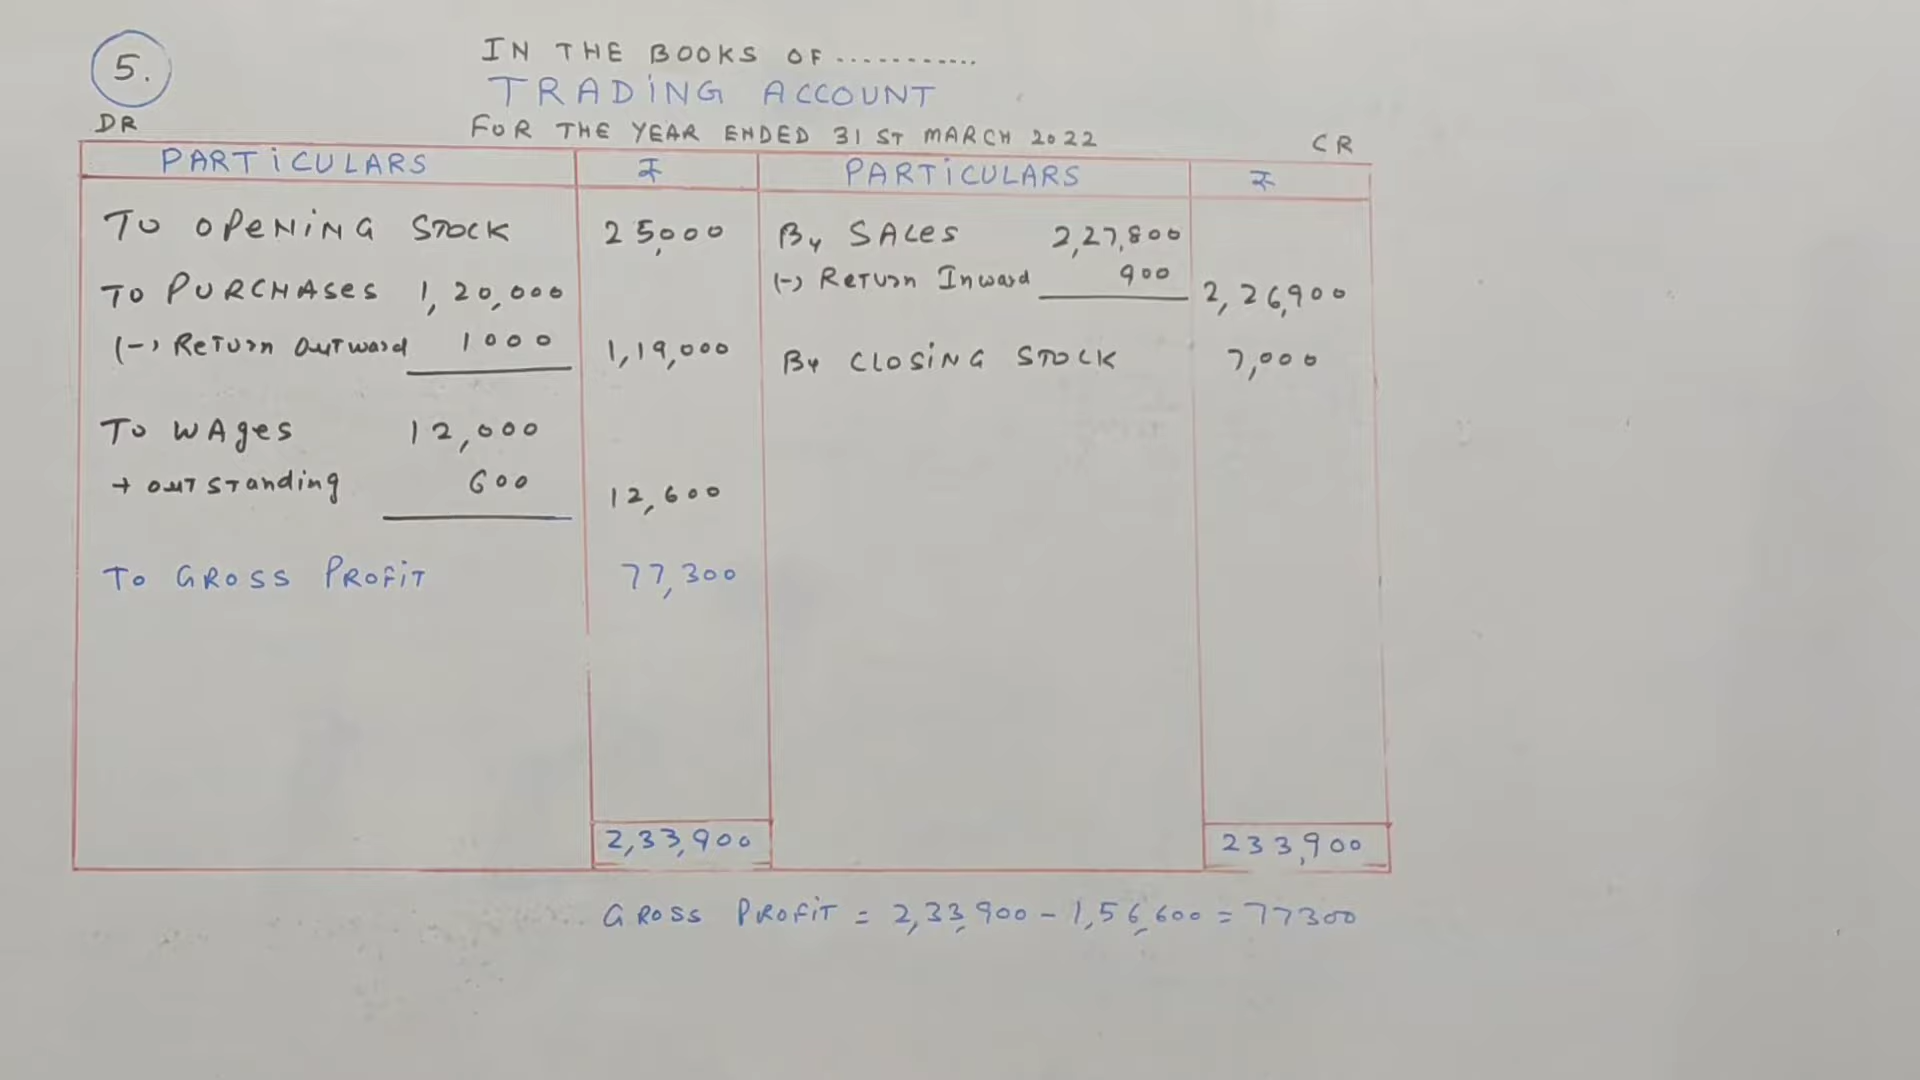 5.
IN THE BOOKS OF ...........
TRADING ACCOUNT
FOR THE YEAR ENDED 31 ST MARCH 2022
DR
CR
PARTICULARS ₹ PARTICULARS ₹
To OPENING STOCK 25,000
To PURCHASES 1,20,000
(-) Return outward 1000 1,19,000
To WAges 12,000
+ outstanding 600 12,600
To GROSS PROFiT 77,300
2,33,900
By SALes 2,27,800
(-) Return Inward 900 2,26,900
By CLOSiNG STOCK 7,000
233,900
GROSS PROFiT = 2,33,900 - 1,56,600 = 77300